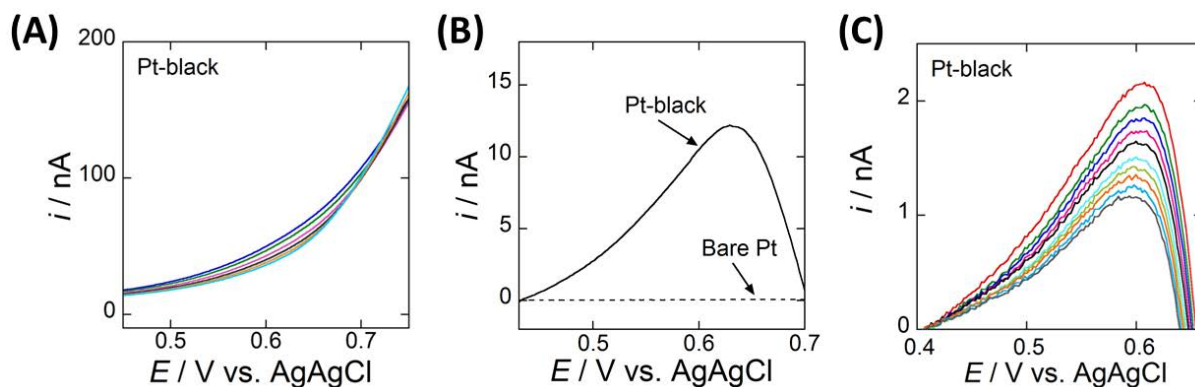 (A)
200
Pt-black
100
0
i / nA
0.5
0.6
0.7
E / V vs. AgAgCl
(B)
15
10
5
0
i / nA
Pt-black
Bare Pt
0.5
0.6
0.7
E / V vs. AgAgCl
(C)
Pt-black
2
1
0
i / nA
0.4
0.5
0.6
E / V vs. AgAgCl